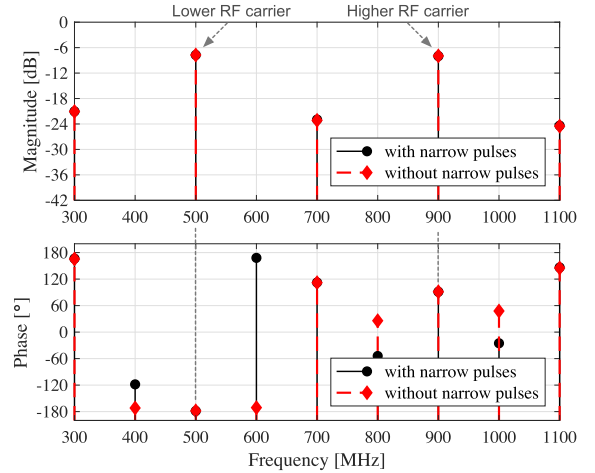 Lower RF carrier Higher RF carrier
0
-6
-12
-18
-24
-30
-36
-42
Magnitude [dB]
with narrow pulses
without narrow pulses
300 400 500 600 700 800 900 1000 1100
180
120
60
0
-60
-120
-180
Phase [°]
with narrow pulses
without narrow pulses
300 400 500 600 700 800 900 1000 1100
Frequency [MHz]